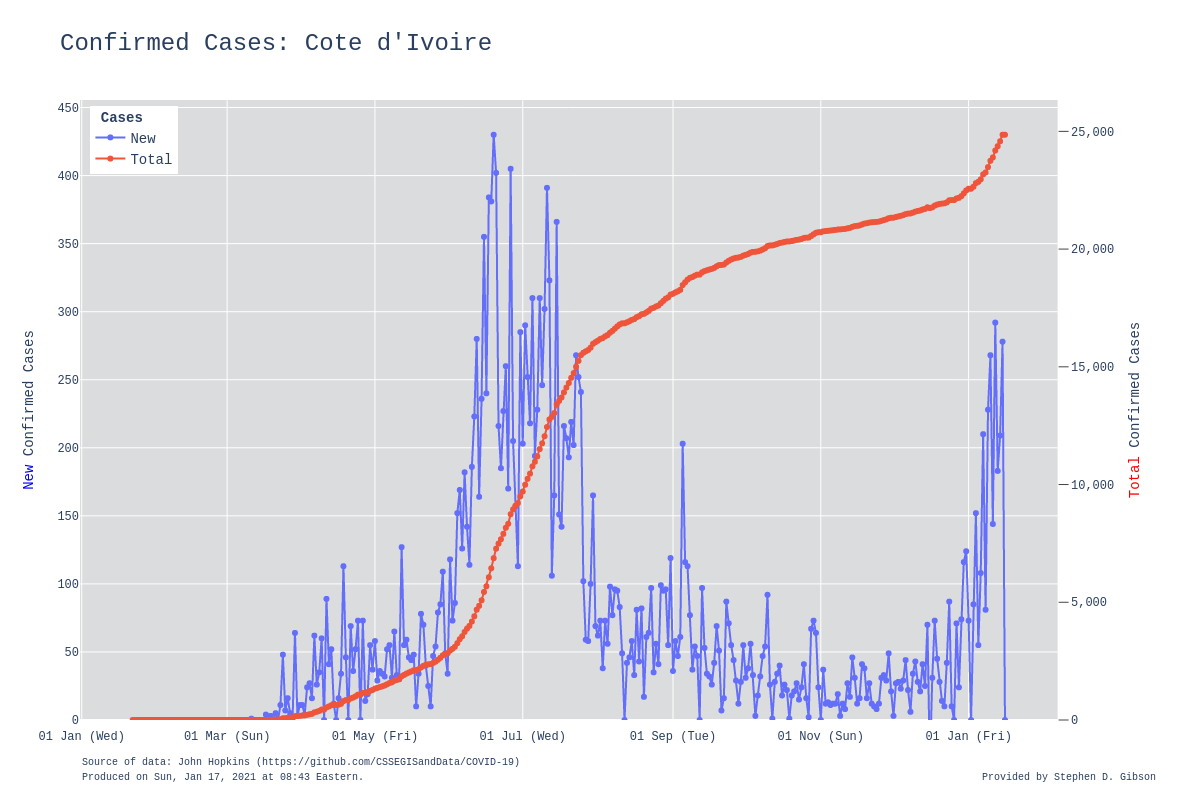 Confirmed Cases: Cote d'Ivoire
Cases
New
Total
450
400
350
300
250
200
150
100
50
0
New Confirmed Cases
25,000
20,000
15,000
10,000
5,000
0
Total Confirmed Cases
01 Jan (Wed) 01 Mar (Sun) 01 May (Fri) 01 Jul (Wed) 01 Sep (Tue) 01 Nov (Sun) 01 Jan (Fri)
Source of data: John Hopkins (https://github.com/CSSEGISandData/COVID-19)
Produced on Sun, Jan 17, 2021 at 08:43 Eastern.
Provided by Stephen D. Gibson